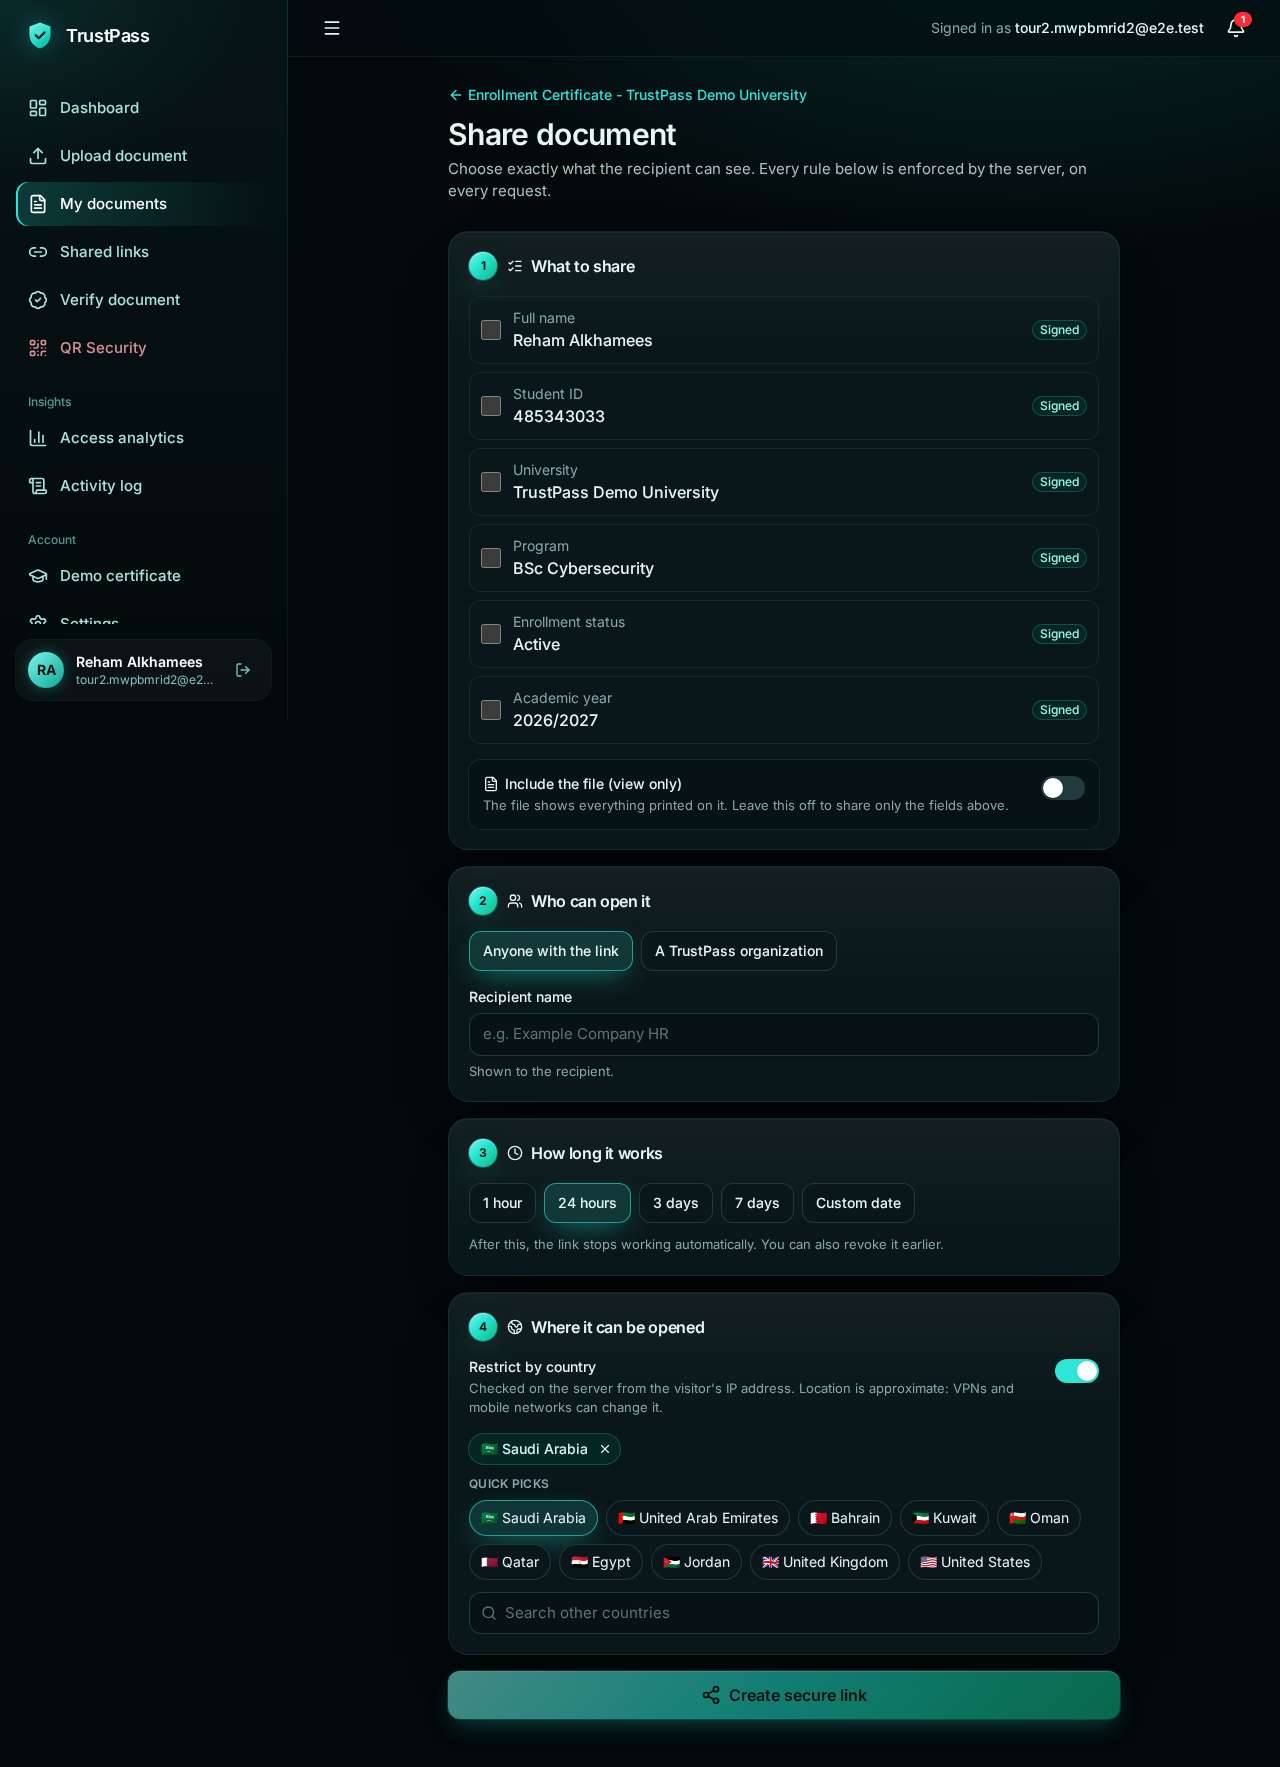 TrustPass
Dashboard
Upload document
My documents
Shared links
Verify document
QR Security
Insights
Access analytics
Activity log
Account
Demo certificate
Settings
RA
Reham Alkhamees
tour2.mwpbmrid2@e2...
Signed in as tour2.mwpbmrid2@e2e.test
1
Enrollment Certificate - TrustPass Demo University
Share document
Choose exactly what the recipient can see. Every rule below is enforced by the server, on
every request.
1 What to share
Full name
Reham Alkhamees
Signed
Student ID
485343033
Signed
University
TrustPass Demo University
Signed
Program
BSc Cybersecurity
Signed
Enrollment status
Active
Signed
Academic year
2026/2027
Signed
Include the file (view only)
The file shows everything printed on it. Leave this off to share only the fields above.
2 Who can open it
Anyone with the link A TrustPass organization
Recipient name
e.g. Example Company HR
Shown to the recipient.
3 How long it works
1 hour 24 hours 3 days 7 days Custom date
After this, the link stops working automatically. You can also revoke it earlier.
4 Where it can be opened
Restrict by country
Checked on the server from the visitor's IP address. Location is approximate: VPNs and
mobile networks can change it.
Saudi Arabia
QUICK PICKS
Saudi Arabia United Arab Emirates Bahrain Kuwait Oman
Qatar Egypt Jordan United Kingdom United States
Search other countries
Create secure link